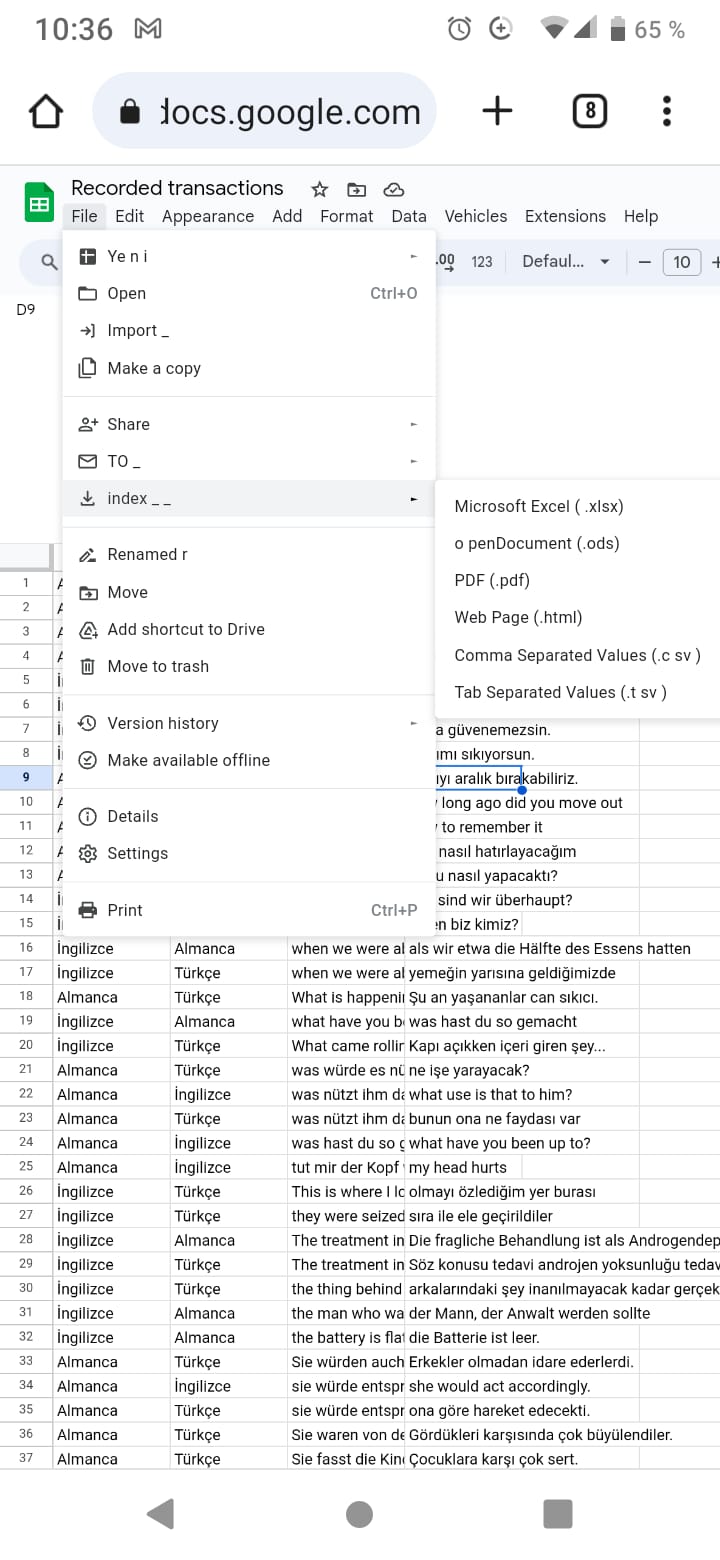 10:36
65 %
docs.google.com
8
Recorded transactions
File Edit Appearance Add Format Data Vehicles Extensions Help
.00 123 Defaul... 10
D9
Ye n i
Open Ctrl+O
Import _
Make a copy
Share
TO _
index _ _
Microsoft Excel ( .xlsx)
o penDocument (.ods)
PDF (.pdf)
Web Page (.html)
Comma Separated Values (.c sv )
Tab Separated Values (.t sv )
Renamed r
Move
Add shortcut to Drive
Move to trash
Version history
Make available offline
Details
Settings
Print Ctrl+P
1 A
2 A
3 A
4 A
5 İ
6 İ
7 İ a güvenemezsin.
8 İ ımı sıkıyorsun.
9 A ıyı aralık bırakabiliriz.
10 A long ago did you move out
11 A to remember it
12 A nasıl hatırlayacağım
13 A u nasıl yapacaktı?
14 İ sind wir überhaupt?
15 İ en biz kimiz?
16 İngilizce Almanca when we were al als wir etwa die Hälfte des Essens hatten
17 İngilizce Türkçe when we were al yemeğin yarısına geldiğimizde
18 Almanca Türkçe What is happeni Şu an yaşananlar can sıkıcı.
19 İngilizce Almanca what have you b was hast du so gemacht
20 İngilizce Türkçe What came rollir Kapı açıkken içeri giren şey...
21 Almanca Türkçe was würde es nü ne işe yarayacak?
22 Almanca İngilizce was nützt ihm da what use is that to him?
23 Almanca Türkçe was nützt ihm da bunun ona ne faydası var
24 Almanca İngilizce was hast du so g what have you been up to?
25 Almanca İngilizce tut mir der Kopf my head hurts
26 İngilizce Türkçe This is where I lo olmayı özlediğim yer burası
27 İngilizce Türkçe they were seized sıra ile ele geçirildiler
28 İngilizce Almanca The treatment in Die fragliche Behandlung ist als Androgendep
29 İngilizce Türkçe The treatment in Söz konusu tedavi androjen yoksunluğu tedav
30 İngilizce Türkçe the thing behind arkalarındaki şey inanılmayacak kadar gerçek
31 İngilizce Almanca the man who wa der Mann, der Anwalt werden sollte
32 İngilizce Almanca the battery is flat die Batterie ist leer.
33 Almanca Türkçe Sie würden auch Erkekler olmadan idare ederlerdi.
34 Almanca İngilizce sie würde entspr she would act accordingly.
35 Almanca Türkçe sie würde entspr ona göre hareket edecekti.
36 Almanca Türkçe Sie waren von de Gördükleri karşısında çok büyülendiler.
37 Almanca Türkçe Sie fasst die Kind Çocuklara karşı çok sert.